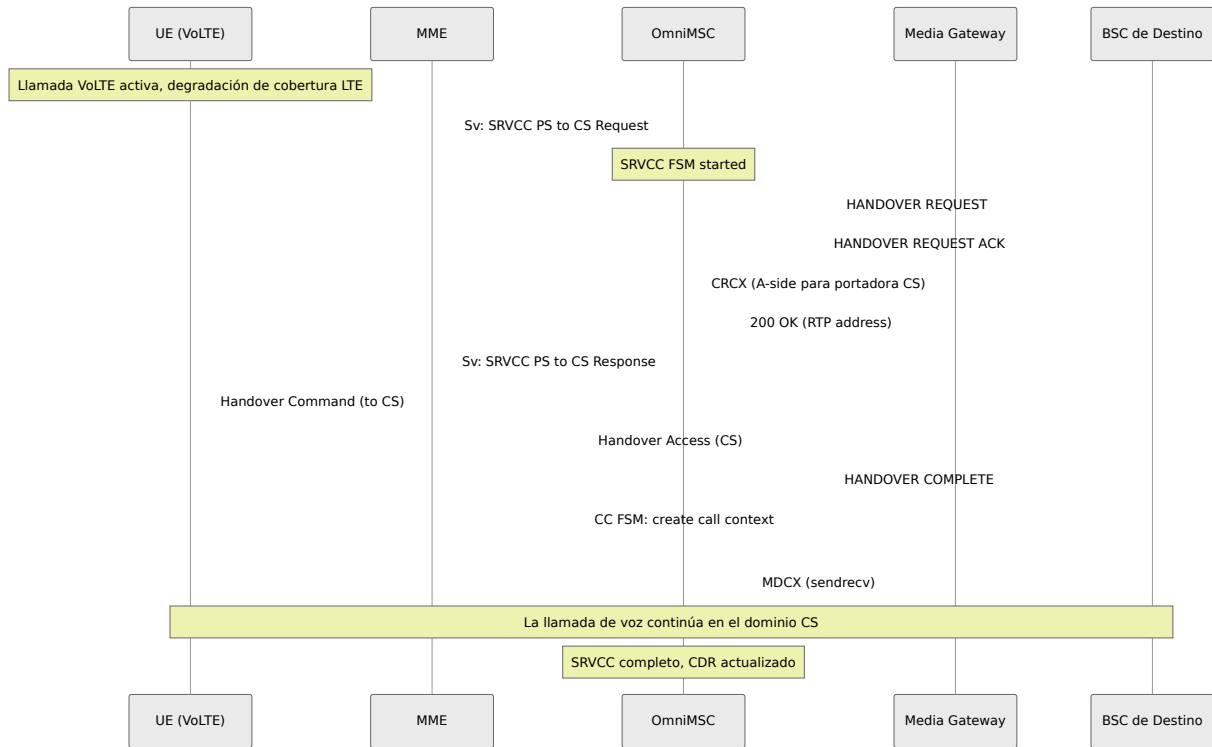 UE (VoLTE)
MME
OmniMSC
Media Gateway
BSC de Destino
Llamada VoLTE activa, degradación de cobertura LTE
Sv: SRVCC PS to CS Request
SRVCC FSM started
HANDOVER REQUEST
HANDOVER REQUEST ACK
CRCX (A-side para portadora CS)
200 OK (RTP address)
Sv: SRVCC PS to CS Response
Handover Command (to CS)
Handover Access (CS)
HANDOVER COMPLETE
CC FSM: create call context
MDCX (sendrecv)
La llamada de voz continúa en el dominio CS
SRVCC completo, CDR actualizado
UE (VoLTE)
MME
OmniMSC
Media Gateway
BSC de Destino